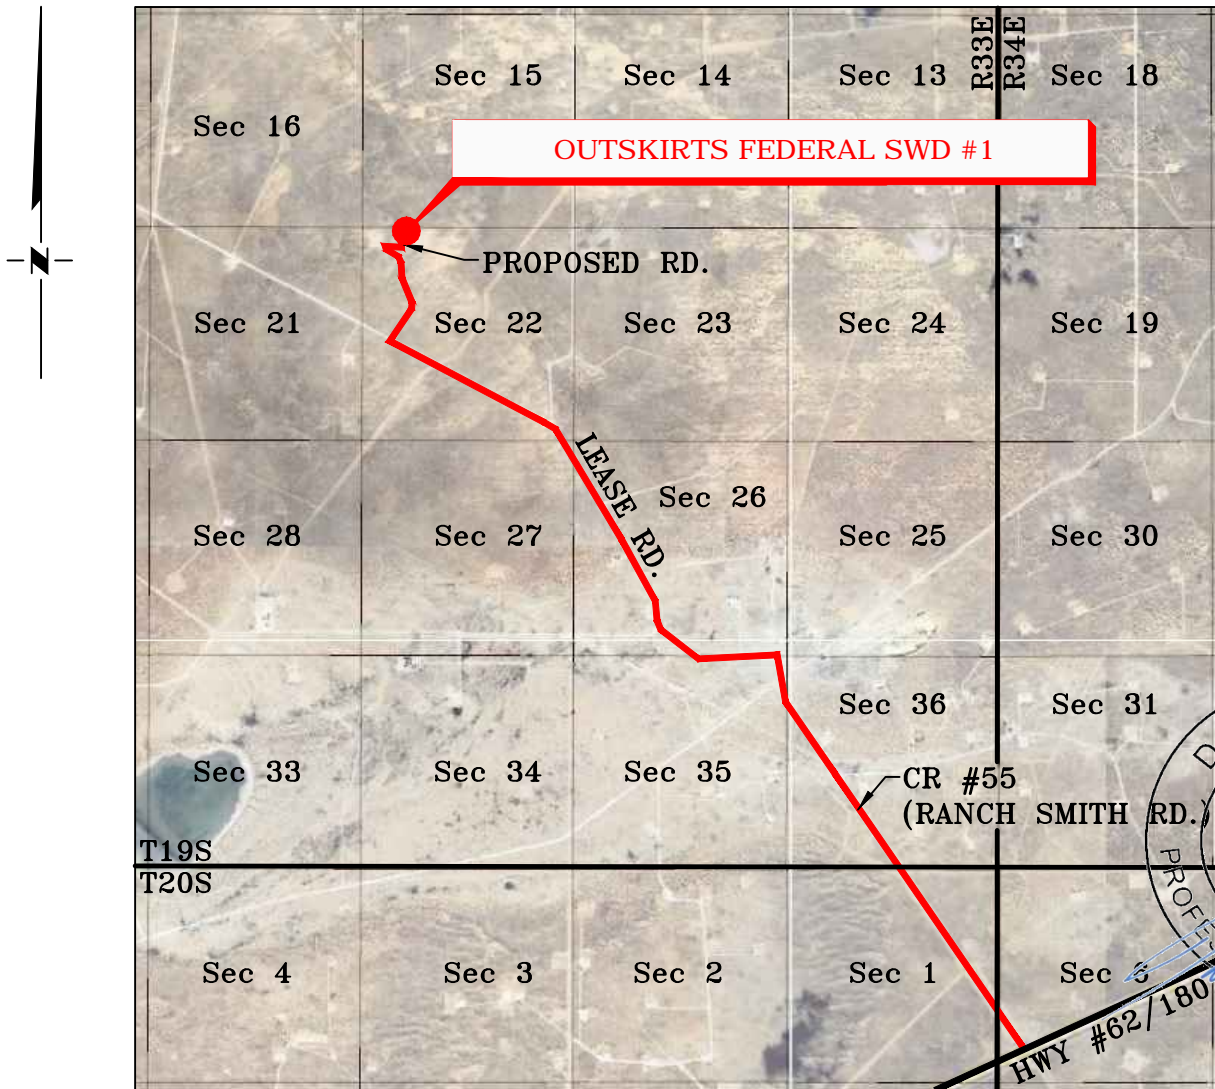 R33E
R34E
Sec 15
Sec 14
Sec 13
Sec 18
Sec 16
OUTSKIRTS FEDERAL SWD #1
N
PROPOSED RD.
Sec 21
Sec 22
Sec 23
Sec 24
Sec 19
LEASE RD.
Sec 26
Sec 28
Sec 27
Sec 25
Sec 30
Sec 36
Sec 31
Sec 33
Sec 34
Sec 35
CR #55
(RANCH SMITH RD.)
T19S
T20S
Sec 4
Sec 3
Sec 2
Sec 1
Sec 6
HWY #62/180